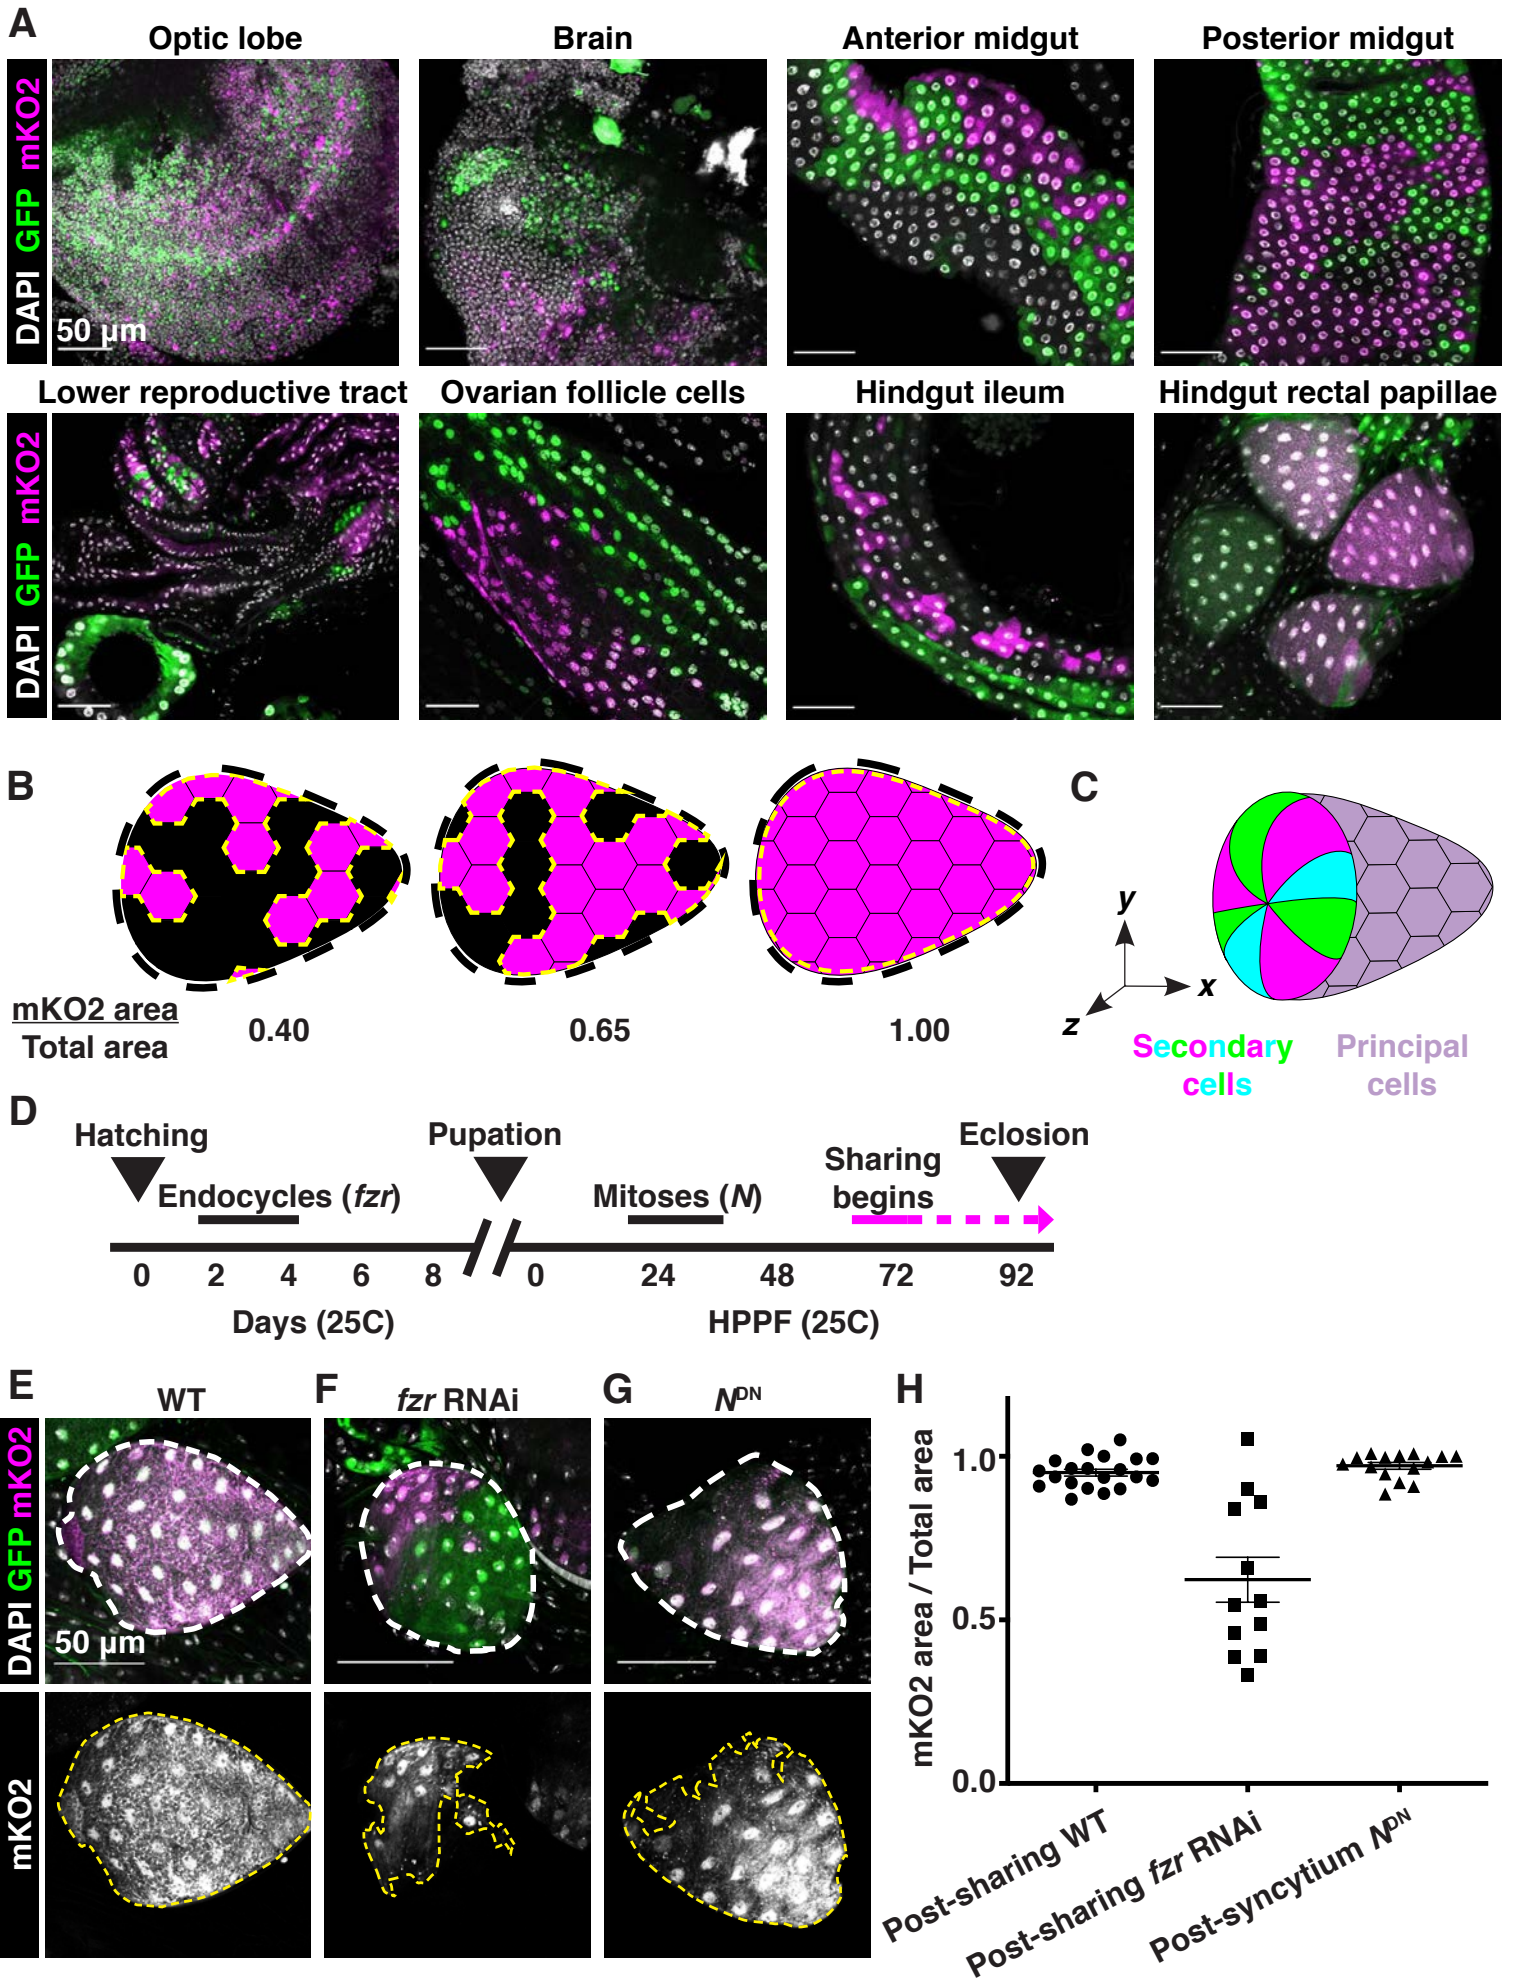 A
Optic lobe
Brain
Anterior midgut
Posterior midgut
DAPI GFP mKO2
50 µm
Lower reproductive tract
Ovarian follicle cells
Hindgut ileum
Hindgut rectal papillae
DAPI GFP mKO2
B
mKO2 area
Total area
0.40
0.65
1.00
C
y
x
z
Secondary
cells
Principal
cells
D
Hatching
Pupation
Eclosion
Endocycles (fzr)
Mitoses (N)
Sharing
begins
0 2 4 6 8 0 24 48 72 92
Days (25C)
HPPF (25C)
E
WT
F
fzr RNAi
G
N^DN
DAPI GFP mKO2
50 µm
mKO2
H
mKO2 area / Total area
1.0
0.5
0.0
Post-sharing WT
Post-sharing fzr RNAi
Post-syncytium N^DN